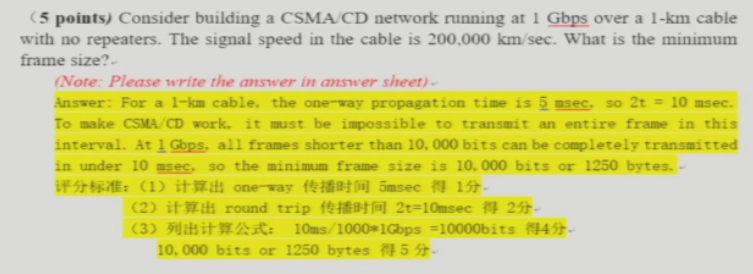 (5 points) Consider building a CSMA/CD network running at 1 Gbps over a 1-km cable
with no repeaters. The signal speed in the cable is 200,000 km/sec. What is the minimum
frame size?
(Note: Please write the answer in answer sheet)
Answer: For a 1-km cable, the one-way propagation time is 5 msec, so 2t = 10 msec.
To make CSMA/CD work, it must be impossible to transmit an entire frame in this
interval. At 1 Gbps, all frames shorter than 10,000 bits can be completely transmitted
in under 10 msec, so the minimum frame size is 10,000 bits or 1250 bytes.
评分标准:(1) 计算出 one-way 传播时间 5msec 得 1分
(2) 计算出 round trip 传播时间 2t=10msec 得 2分
(3) 列出计算公式: 10ms/1000*1Gbps =10000bits 得4分
10,000 bits or 1250 bytes 得 5 分